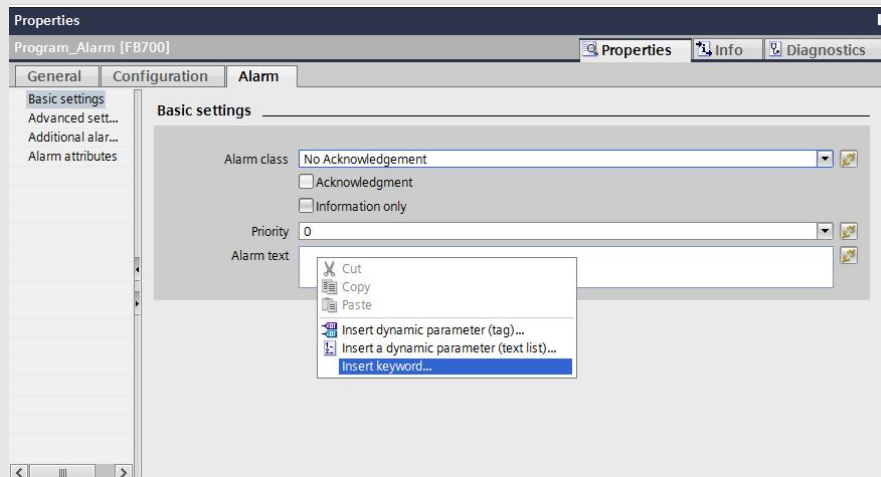 Properties
Program_Alarm [FB700]
Properties
Info
Diagnostics
General
Configuration
Alarm
Basic settings
Advanced sett...
Additional alar...
Alarm attributes
Basic settings
Alarm class
No Acknowledgement
Acknowledgment
Information only
Priority
0
Alarm text
Cut
Copy
Paste
Insert dynamic parameter (tag)...
Insert a dynamic parameter (text list)...
Insert keyword...